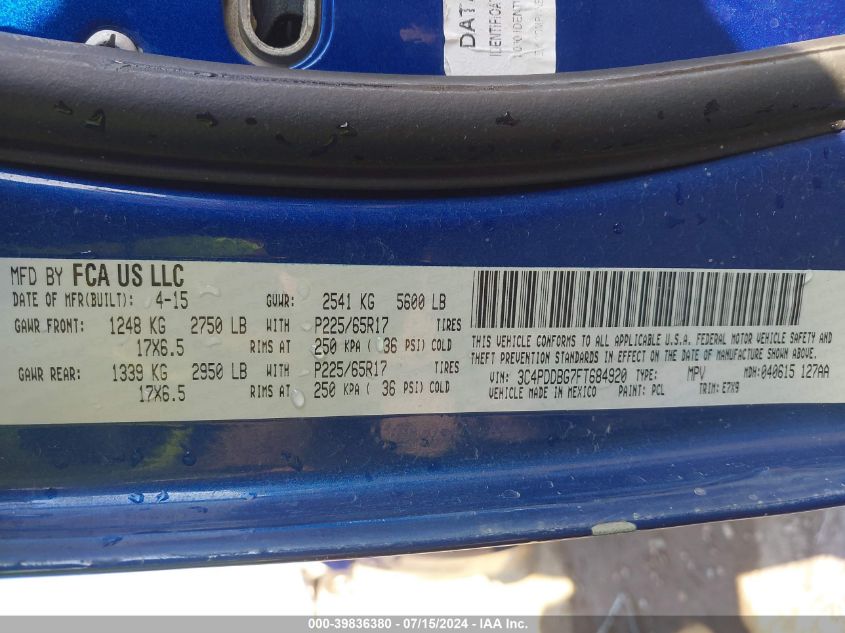 DATA
IDENTIFICA
MFD BY FCA US LLC
DATE OF MFR(BUILT): 4-15 GVWR: 2541 KG 5600 LB
GAWR FRONT: 1248 KG 2750 LB WITH P225/65R17 TIRES
17X6.5 RIMS AT 250 KPA ( 36 PSI) COLD
GAWR REAR: 1339 KG 2950 LB WITH P225/65R17 TIRES
17X6.5 RIMS AT 250 KPA ( 36 PSI) COLD
THIS VEHICLE CONFORMS TO ALL APPLICABLE U.S.A. FEDERAL MOTOR VEHICLE SAFETY AND
THEFT PREVENTION STANDARDS IN EFFECT ON THE DATE OF MANUFACTURE SHOWN ABOVE.
VIN: 3C4PDDBG7FT684920 TYPE: MPV MDH: 040615 127AA
VEHICLE MADE IN MEXICO PAINT: PCL TRIM: E7X9
000-39836380 - 07/15/2024 - IAA Inc.